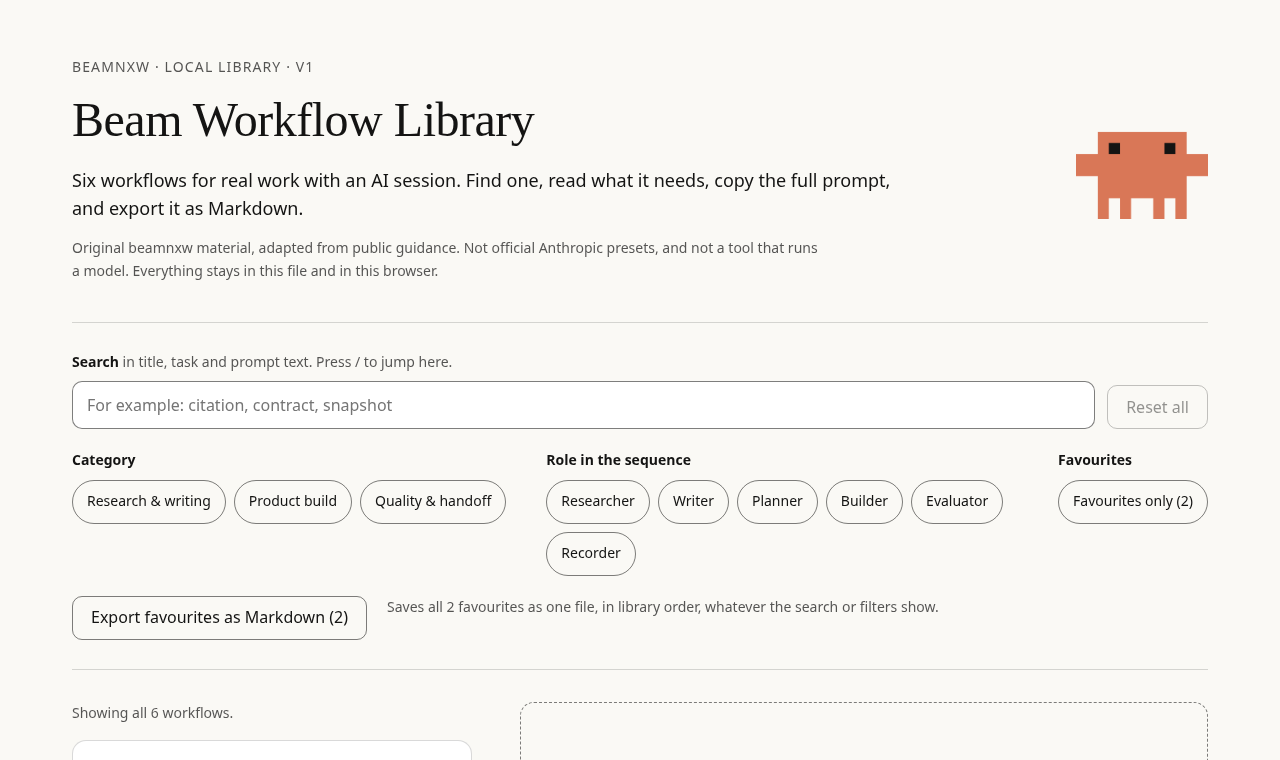 BEAMNXW · LOCAL LIBRARY · V1
Beam Workflow Library
Six workflows for real work with an AI session. Find one, read what it needs, copy the full prompt,
and export it as Markdown.
Original beamnxw material, adapted from public guidance. Not official Anthropic presets, and not a tool that runs
a model. Everything stays in this file and in this browser.
Search in title, task and prompt text. Press / to jump here.
For example: citation, contract, snapshot
Reset all
Category
Research & writing
Product build
Quality & handoff
Role in the sequence
Researcher
Writer
Planner
Builder
Evaluator
Recorder
Favourites
Favourites only (2)
Export favourites as Markdown (2)
Saves all 2 favourites as one file, in library order, whatever the search or filters show.
Showing all 6 workflows.